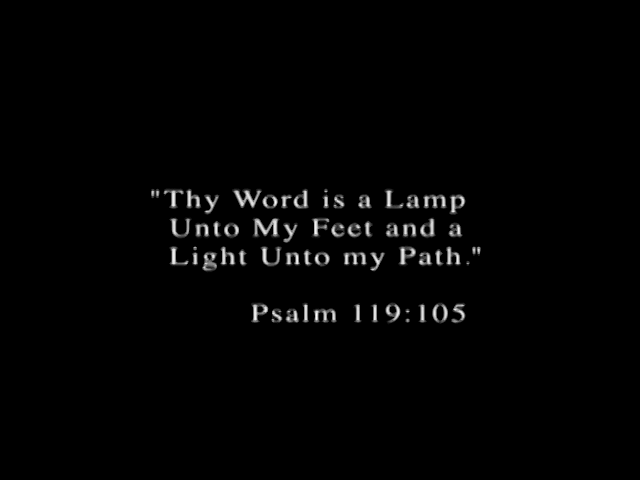 "Thy Word is a Lamp
Unto My Feet and a
Light Unto my Path."
Psalm 119:105